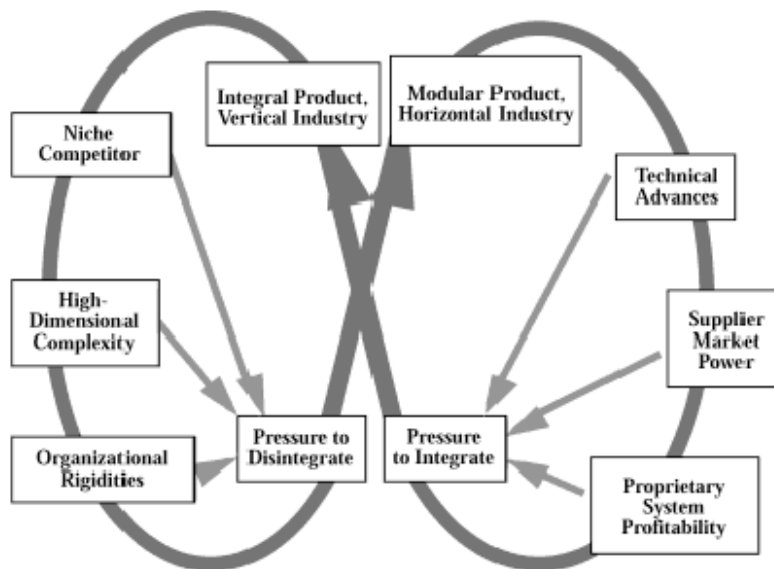 Integral Product,
Vertical Industry
Modular Product,
Horizontal Industry
Niche
Competitor
Technical
Advances
High-
Dimensional
Complexity
Supplier
Market
Power
Organizational
Rigidities
Pressure to
Disintegrate
Pressure
to Integrate
Proprietary
System
Profitability